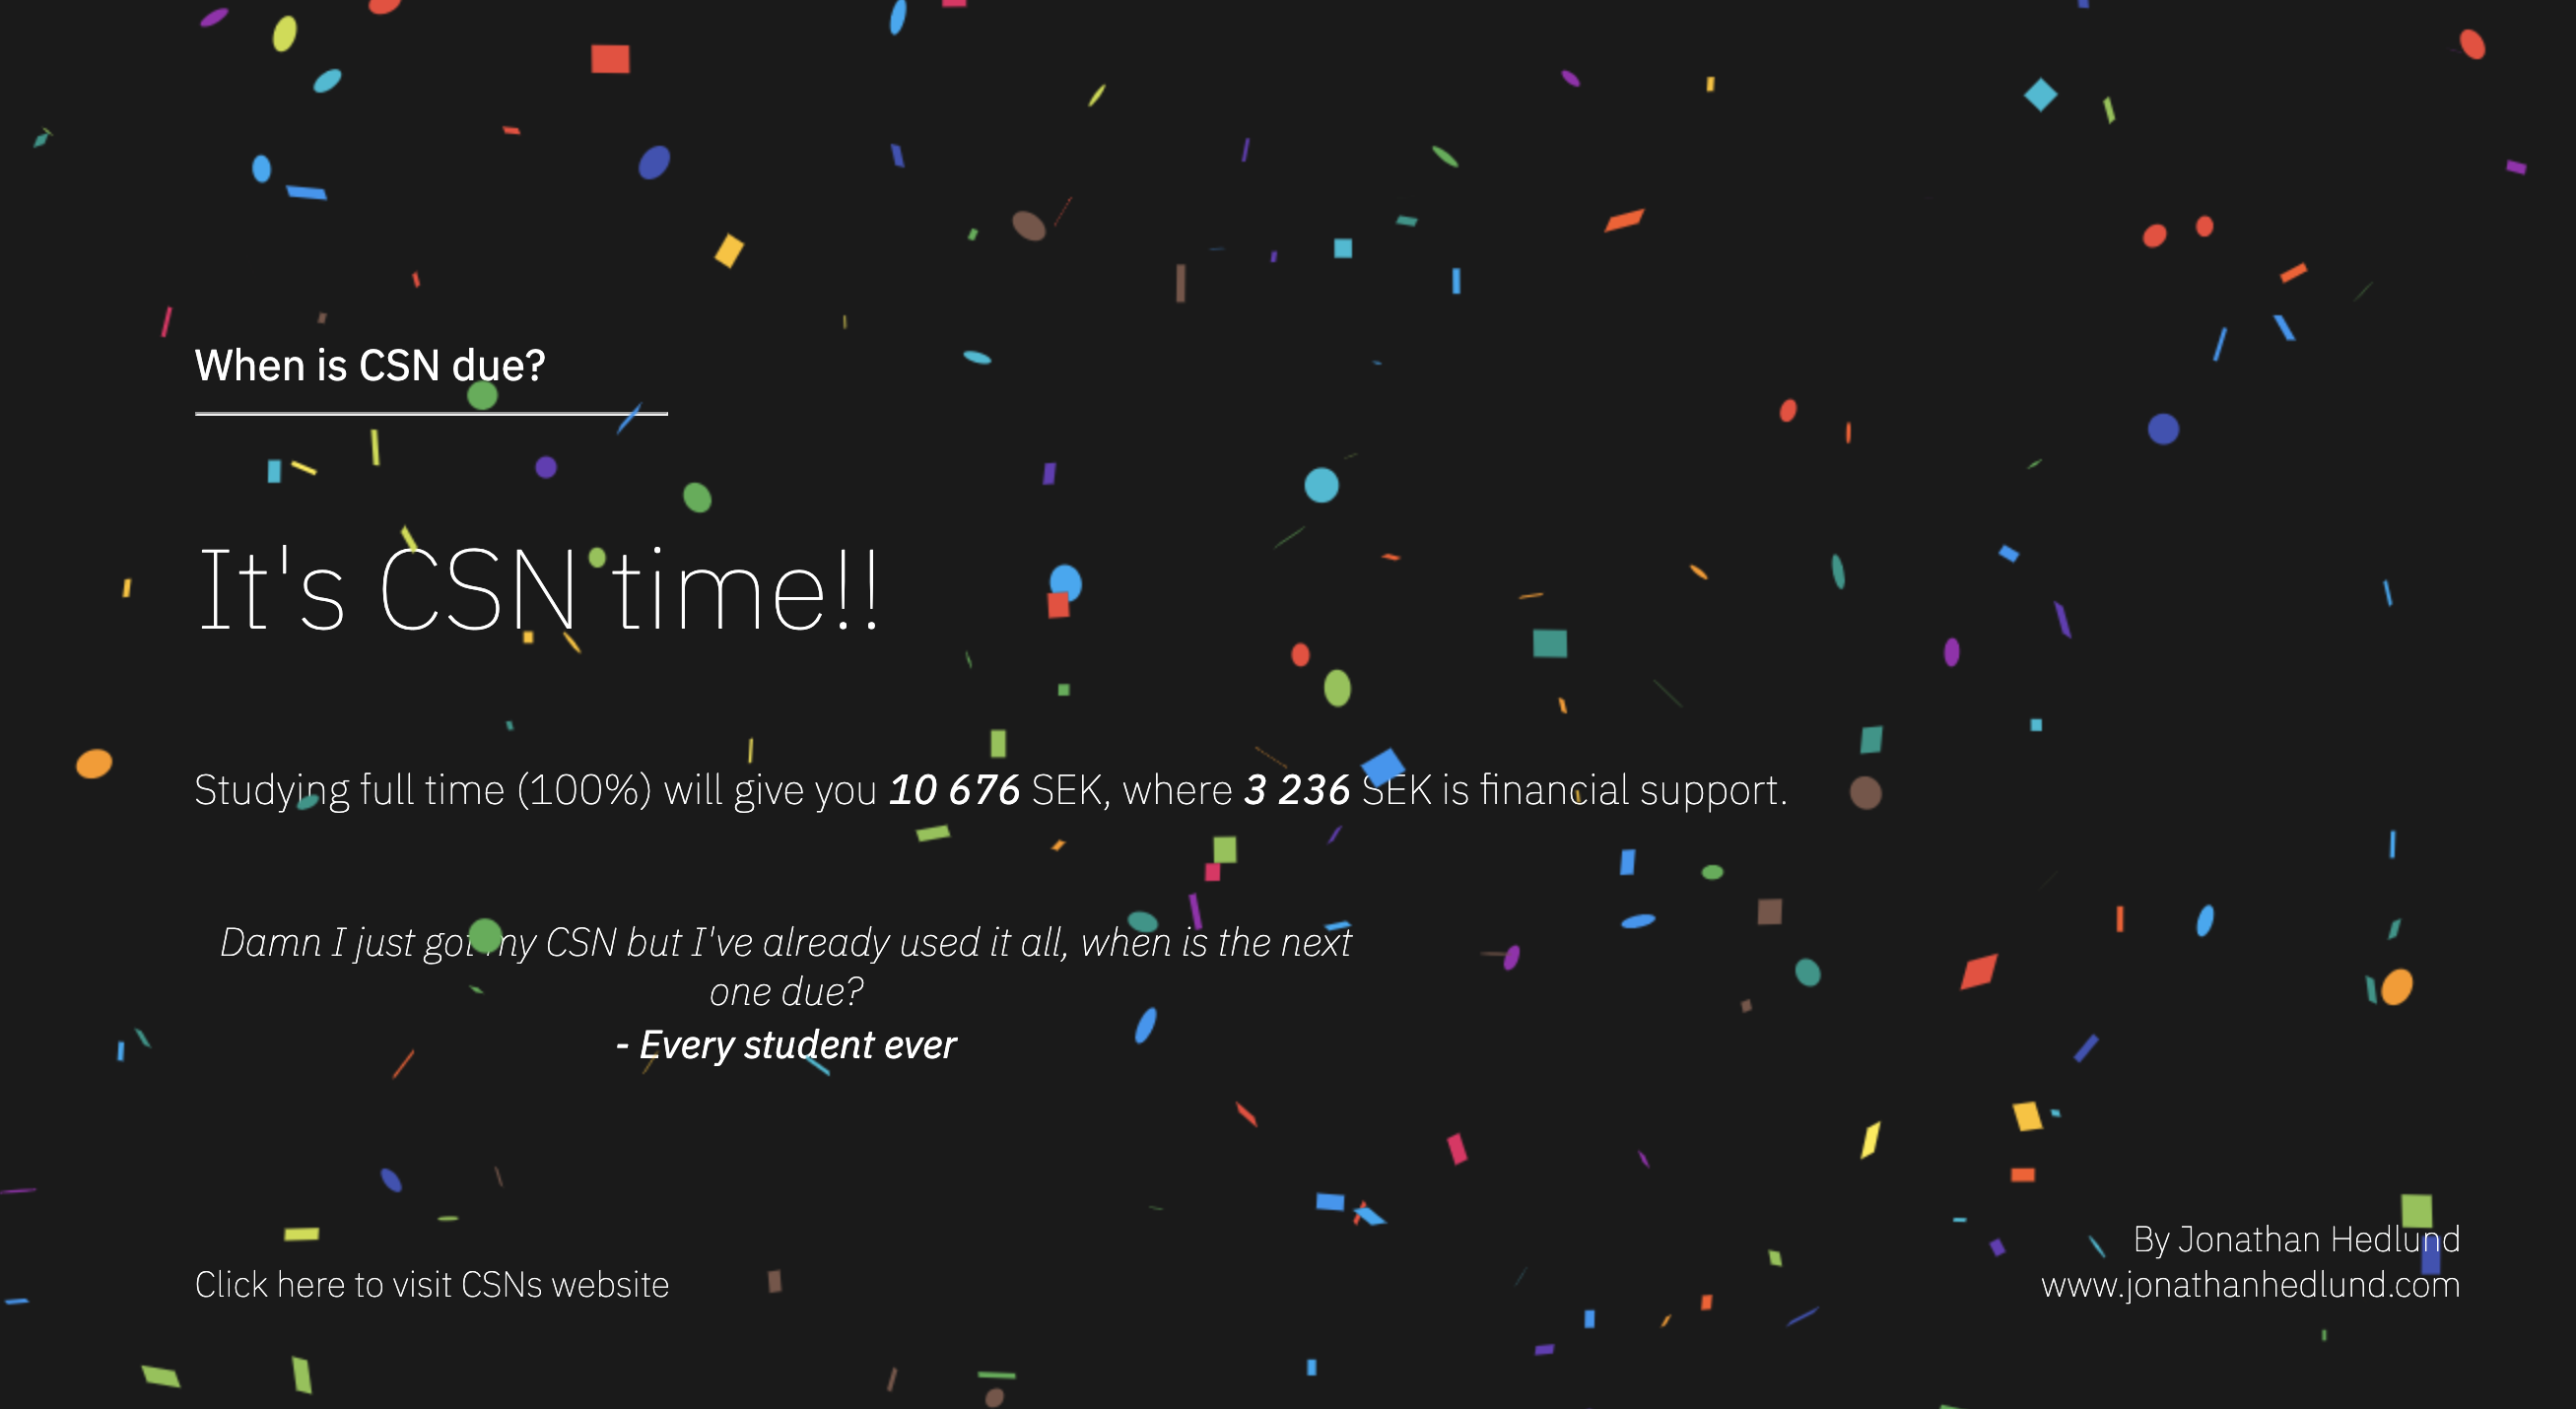 When is CSN due?
It's CSN time!!
Studying full time (100%) will give you 10 676 SEK, where 3 236 SEK is financial support.
Damn I just got my CSN but I've already used it all, when is the next
one due?
- Every student ever
Click here to visit CSNs website
By Jonathan Hedlund
www.jonathanhedlund.com